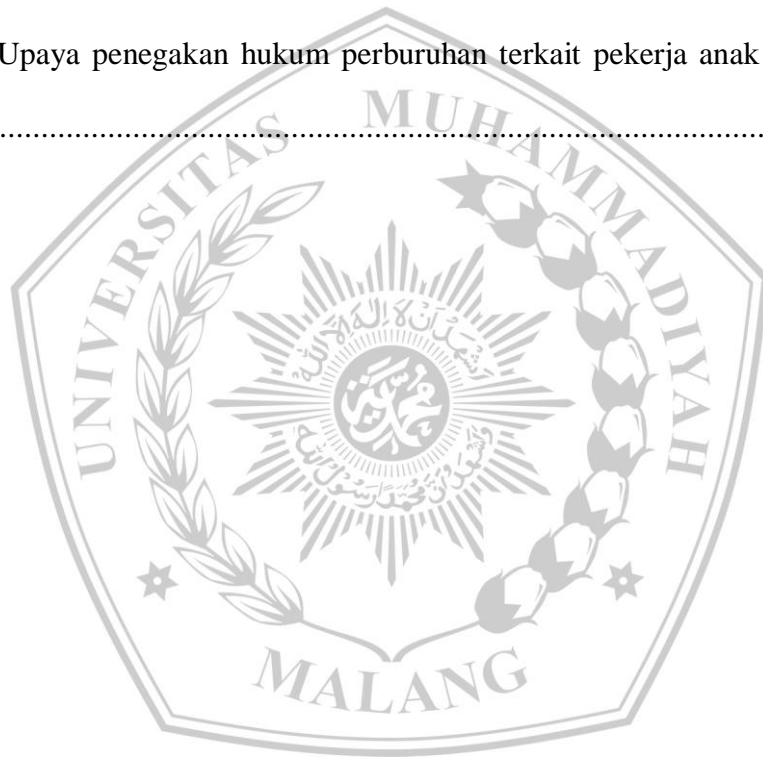 Upaya penegakan hukum perburuhan terkait pekerja anak
................................................................................................
UNIVERSITAS MUHAMMADIYAH
MALANG